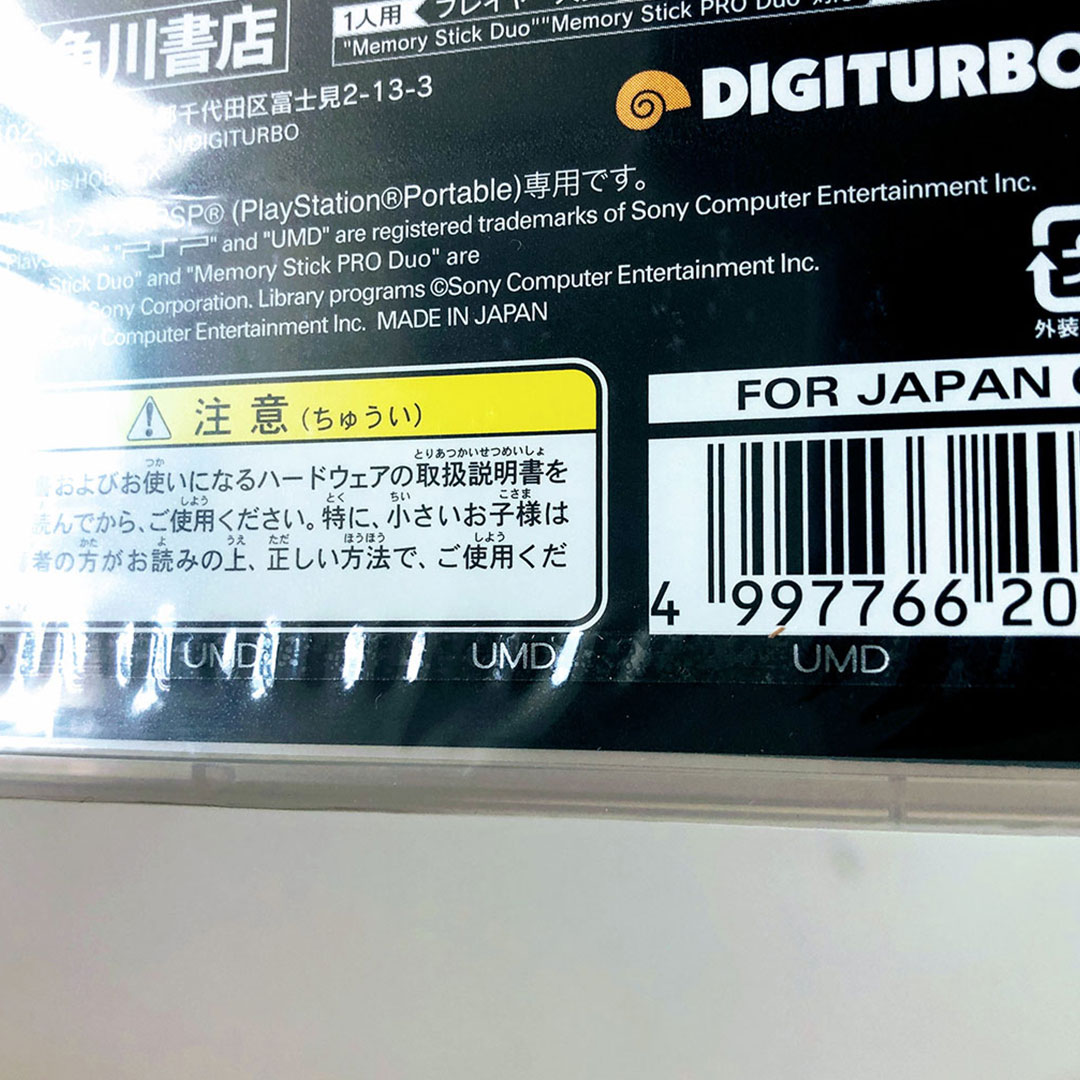 角川書店
1人用
"Memory Stick Duo""Memory Stick PRO Duo"
千代田区富士見2-13-3
DIGITURBO
/DIGITURBO
PSP® (PlayStation®Portable)専用です。
"PSP" and "UMD" are registered trademarks of Sony Computer Entertainment Inc.
Stick Duo" and "Memory Stick PRO Duo" are
Sony Corporation. Library programs ©Sony Computer Entertainment Inc.
Sony Computer Entertainment Inc. MADE IN JAPAN
外装
注意(ちゅうい)
およびお使いになるハードウェアの取扱説明書を
読んでから、ご使用ください。特に、小さいお子様は
者の方がお読みの上、正しい方法で、ご使用くだ
FOR JAPAN
4 997766 20
UMD UMD UMD